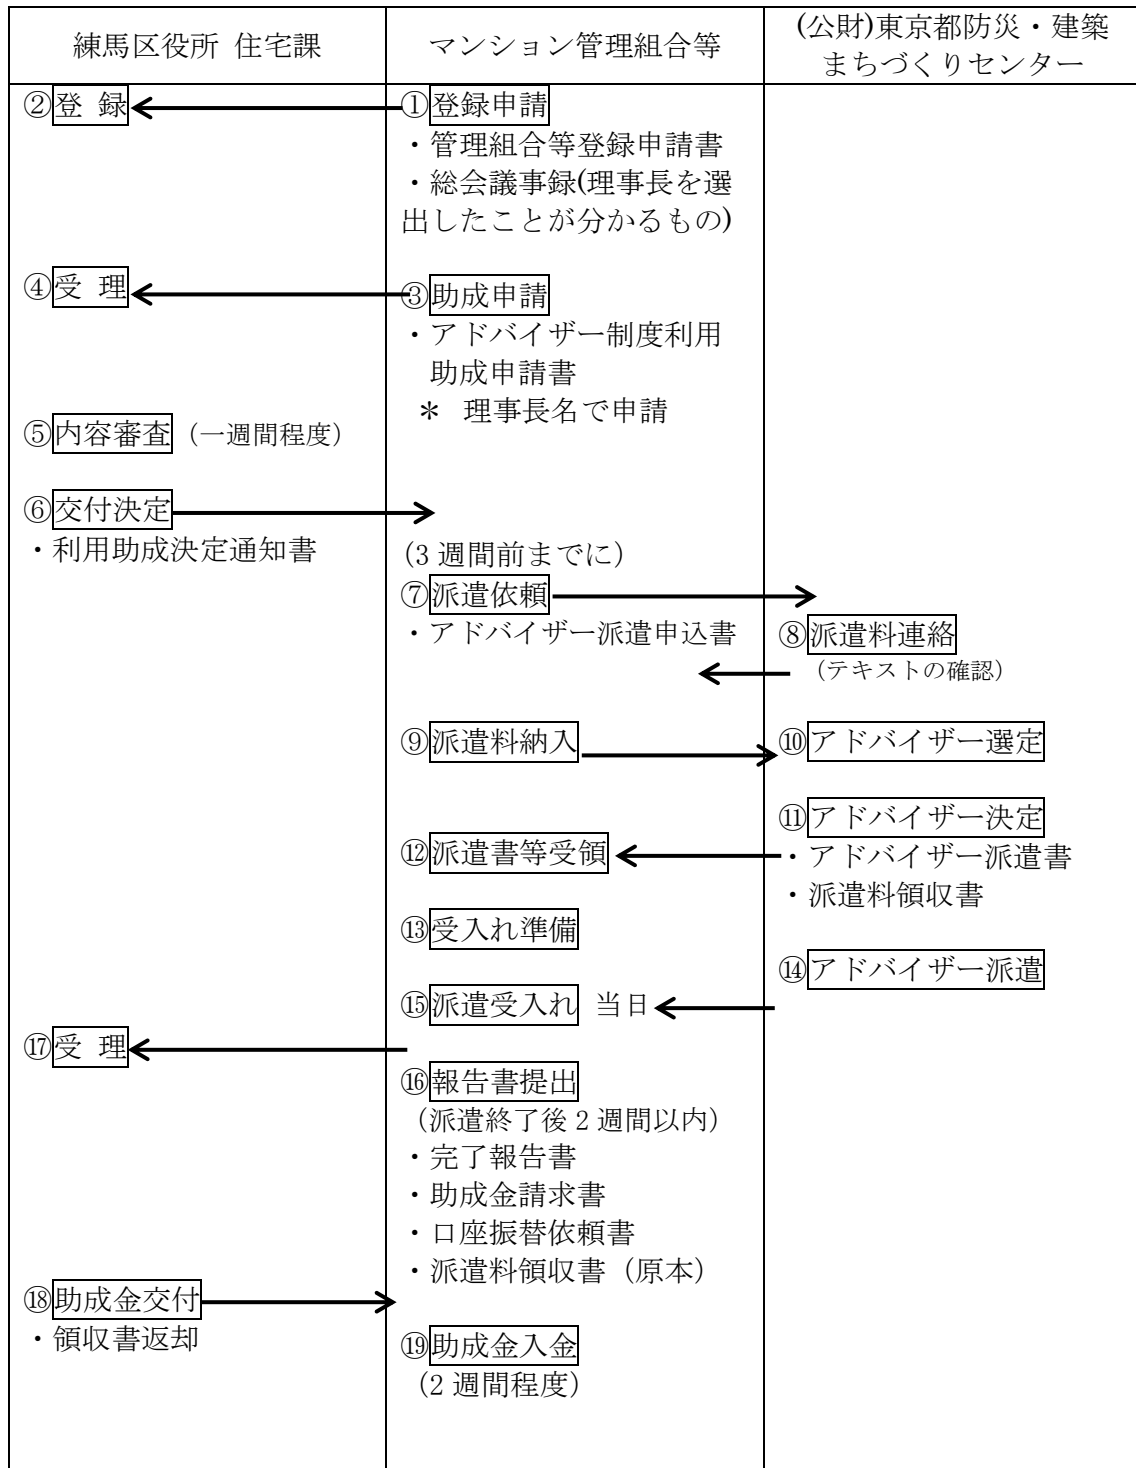 練馬区役所 住宅課
マンション管理組合等
(公財)東京都防災・建築
まちづくりセンター
②登 録
①登録申請
・管理組合等登録申請書
・総会議事録(理事長を選
出したことが分かるもの)
④受 理
③助成申請
・アドバイザー制度利用
助成申請書
＊ 理事長名で申請
⑤内容審査（一週間程度）
⑥交付決定
・利用助成決定通知書
（3週間前までに）
⑦派遣依頼
・アドバイザー派遣申込書
⑧派遣料連絡
（テキストの確認）
⑨派遣料納入
⑩アドバイザー選定
⑪アドバイザー決定
・アドバイザー派遣書
・派遣料領収書
⑫派遣書等受領
⑬受入れ準備
⑭アドバイザー派遣
⑮派遣受入れ 当日
⑰受 理
⑯報告書提出
（派遣終了後2週間以内）
・完了報告書
・助成金請求書
・口座振替依頼書
・派遣料領収書（原本）
⑱助成金交付
・領収書返却
⑲助成金入金
（2週間程度）